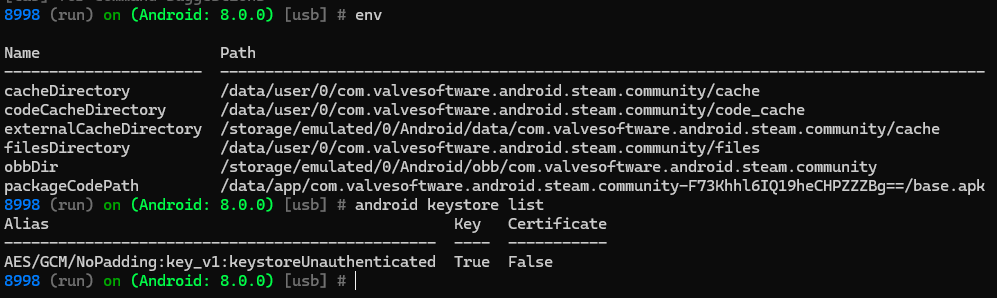 8998 (run) on (Android: 8.0.0) [usb] # env
Name Path
---------------------- -------------------------------------------------------------------------------
cacheDirectory /data/user/0/com.valvesoftware.android.steam.community/cache
codeCacheDirectory /data/user/0/com.valvesoftware.android.steam.community/code_cache
externalCacheDirectory /storage/emulated/0/Android/data/com.valvesoftware.android.steam.community/cache
filesDirectory /data/user/0/com.valvesoftware.android.steam.community/files
obbDir /storage/emulated/0/Android/obb/com.valvesoftware.android.steam.community
packageCodePath /data/app/com.valvesoftware.android.steam.community-F73Khhl6IQ19heCHPZZZBg==/base.apk
8998 (run) on (Android: 8.0.0) [usb] # android keystore list
Alias Key Certificate
------------------------------------------------ ---- -----------
AES/GCM/NoPadding:key_v1:keystoreUnauthenticated True False
8998 (run) on (Android: 8.0.0) [usb] #